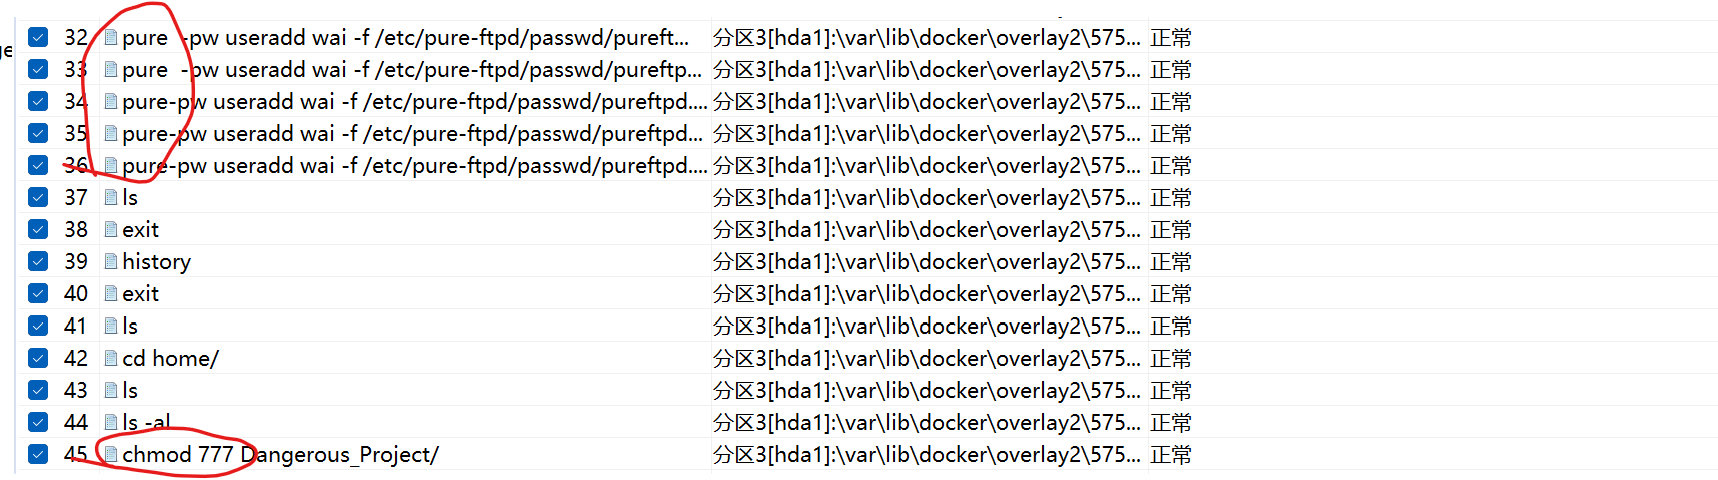 32 pure -pw useradd wai -f /etc/pure-ftpd/passwd/pureft... 分区3[hda1]:\var\lib\docker\overlay2\575... 正常
33 pure -pw useradd wai -f /etc/pure-ftpd/passwd/pureftp... 分区3[hda1]:\var\lib\docker\overlay2\575... 正常
34 pure-pw useradd wai -f /etc/pure-ftpd/passwd/pureftpd.... 分区3[hda1]:\var\lib\docker\overlay2\575... 正常
35 pure-pw useradd wai -f /etc/pure-ftpd/passwd/pureftpd... 分区3[hda1]:\var\lib\docker\overlay2\575... 正常
36 pure-pw useradd wai -f /etc/pure-ftpd/passwd/pureftpd.... 分区3[hda1]:\var\lib\docker\overlay2\575... 正常
37 ls 分区3[hda1]:\var\lib\docker\overlay2\575... 正常
38 exit 分区3[hda1]:\var\lib\docker\overlay2\575... 正常
39 history 分区3[hda1]:\var\lib\docker\overlay2\575... 正常
40 exit 分区3[hda1]:\var\lib\docker\overlay2\575... 正常
41 ls 分区3[hda1]:\var\lib\docker\overlay2\575... 正常
42 cd home/ 分区3[hda1]:\var\lib\docker\overlay2\575... 正常
43 ls 分区3[hda1]:\var\lib\docker\overlay2\575... 正常
44 ls -al 分区3[hda1]:\var\lib\docker\overlay2\575... 正常
45 chmod 777 Dangerous_Project/ 分区3[hda1]:\var\lib\docker\overlay2\575... 正常